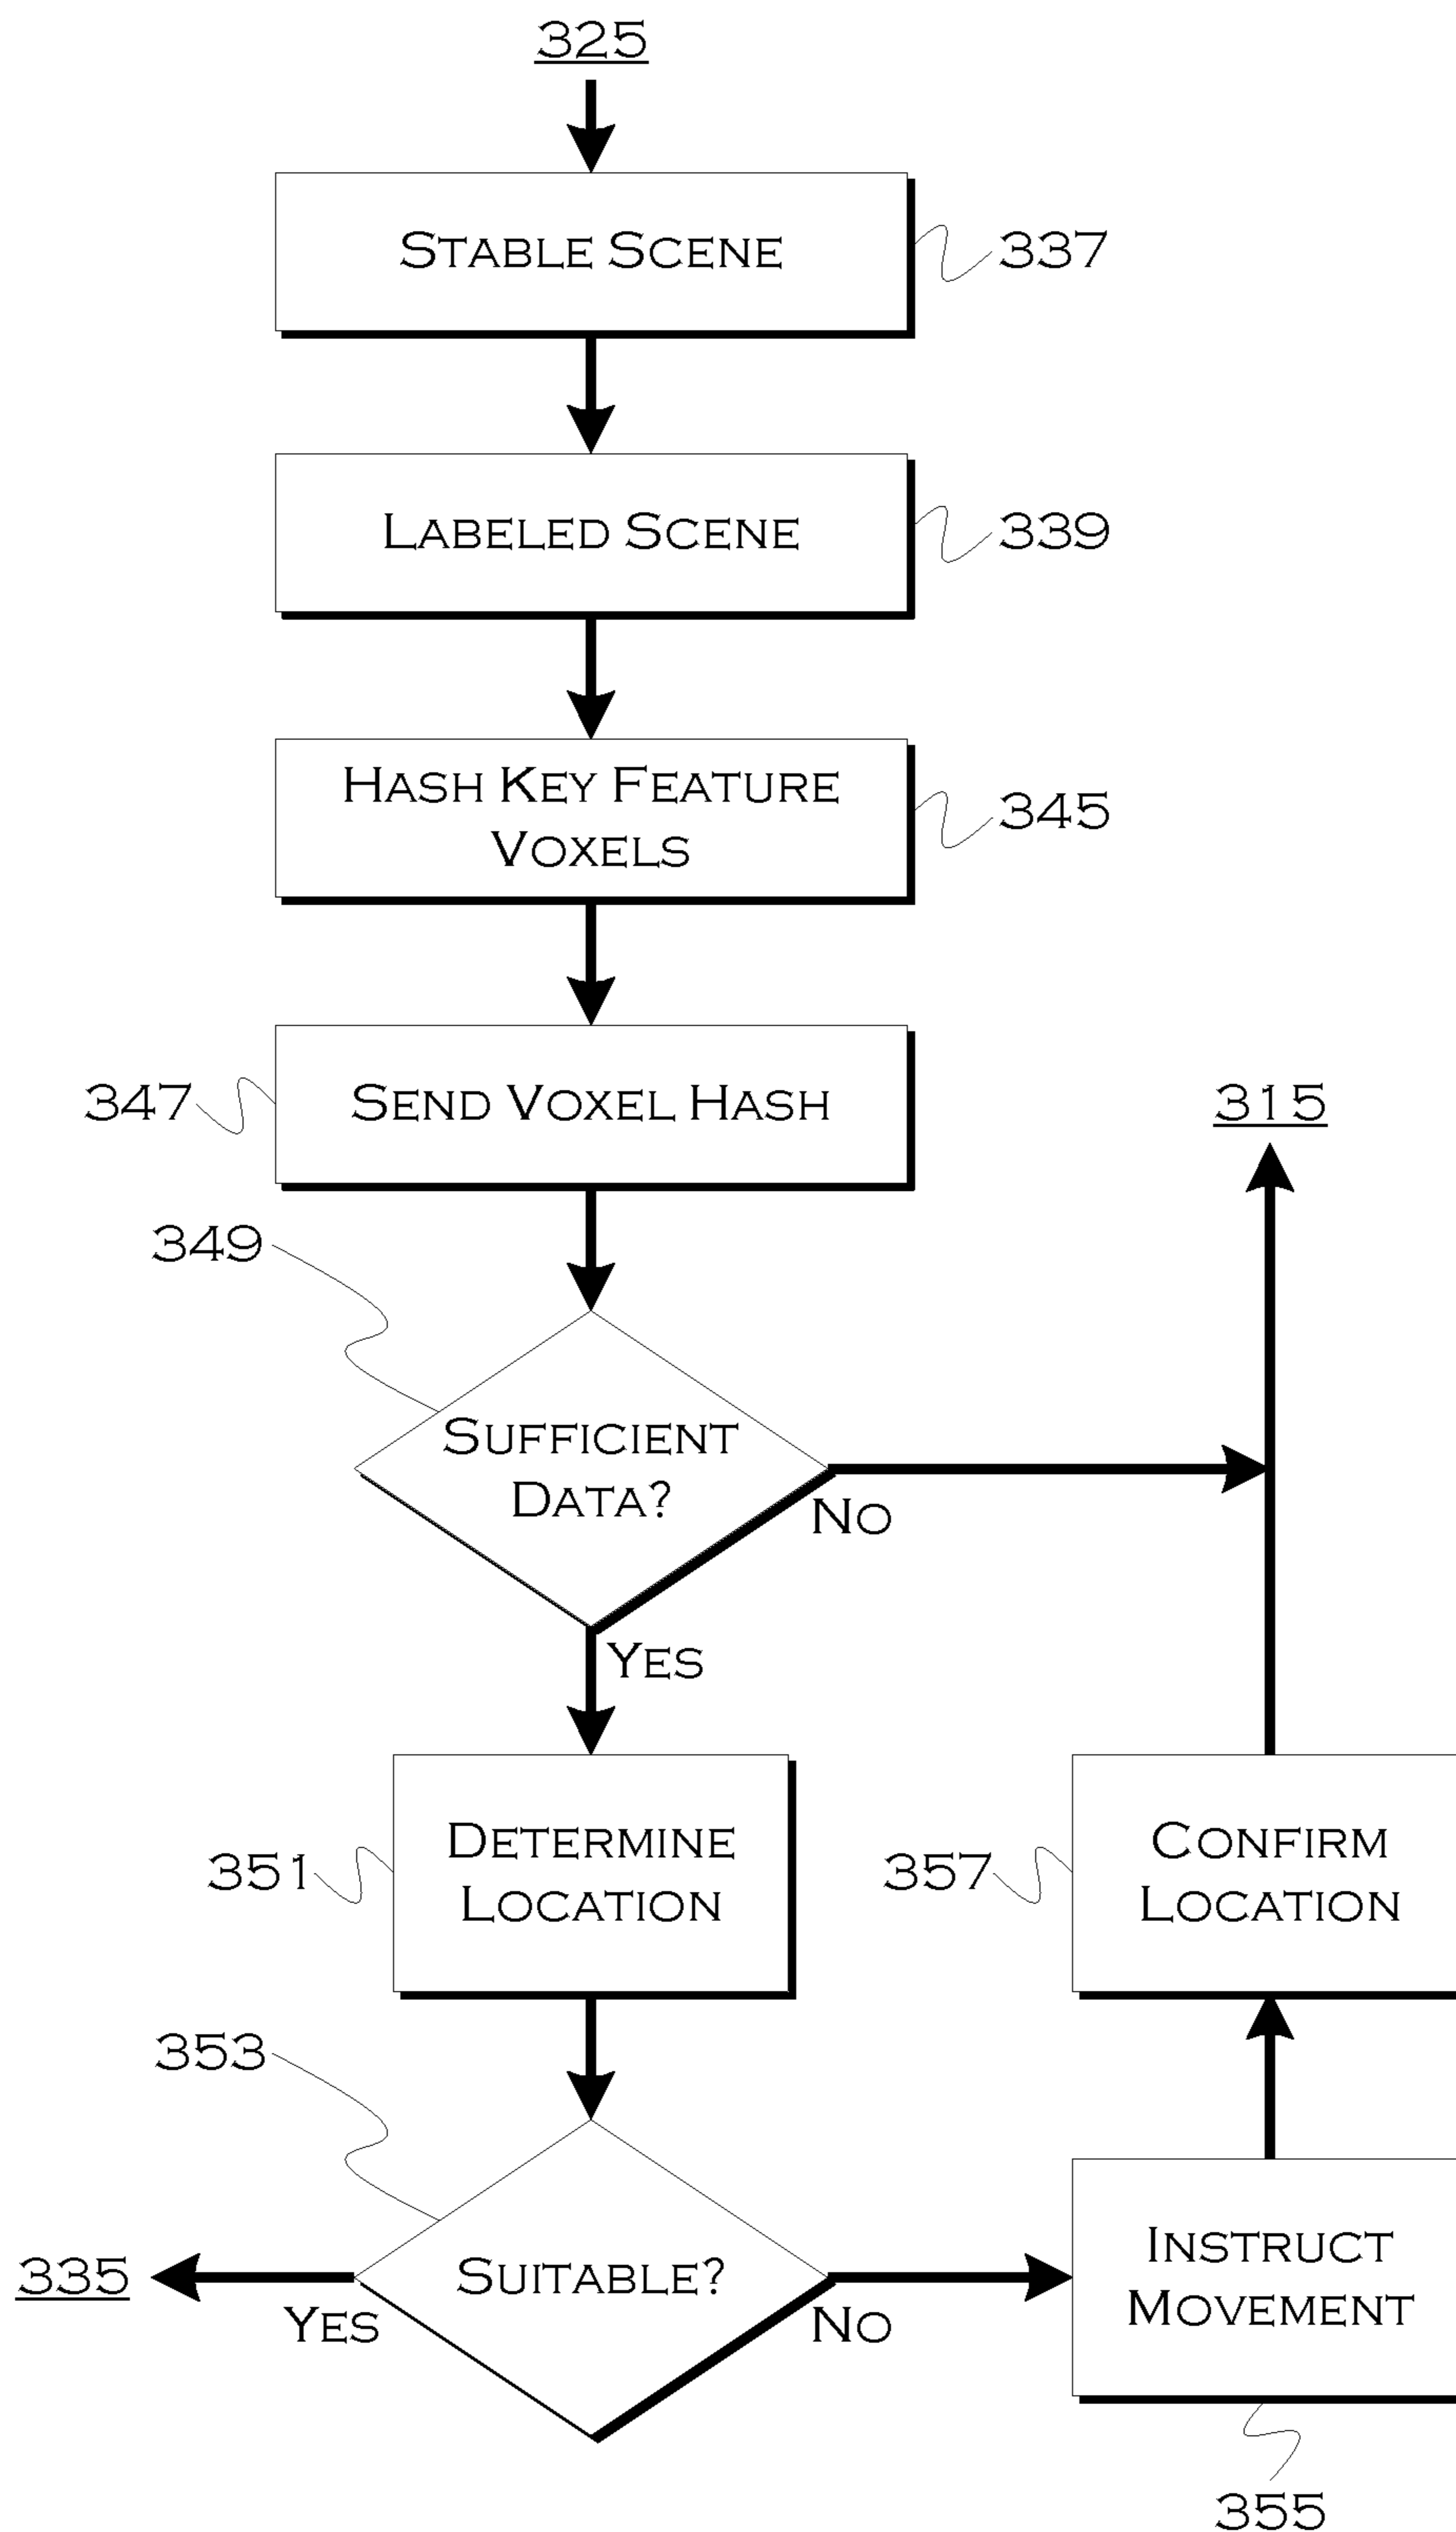 325
STABLE SCENE
337
LABELED SCENE
339
HASH KEY FEATURE
VOXELS
345
347
SEND VOXEL HASH
315
349
SUFFICIENT
DATA?
NO
YES
351
DETERMINE
LOCATION
357
CONFIRM
LOCATION
353
335
SUITABLE?
YES
NO
INSTRUCT
MOVEMENT
355